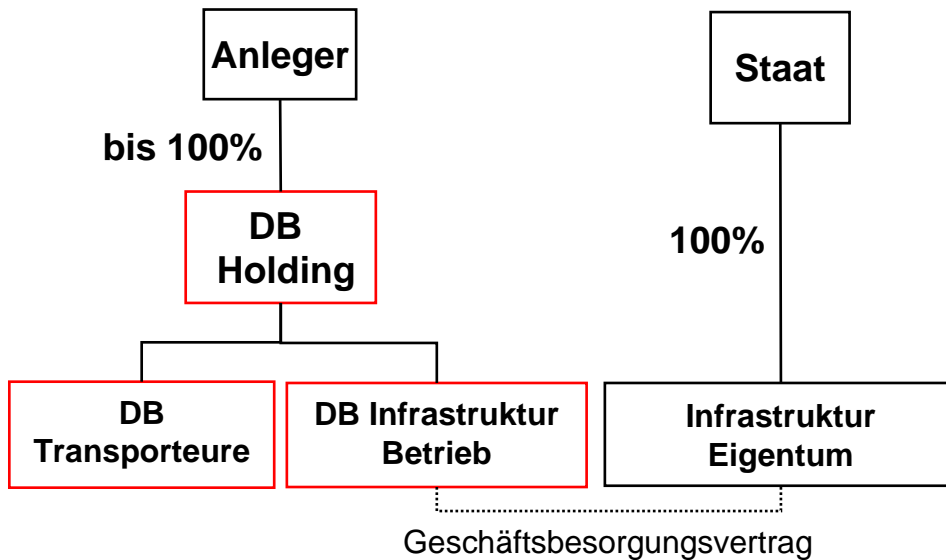 Anleger
Staat
bis 100%
DB
Holding
100%
DB
Transporteure
DB Infrastruktur
Betrieb
Infrastruktur
Eigentum
Geschäftsbesorgungsvertrag